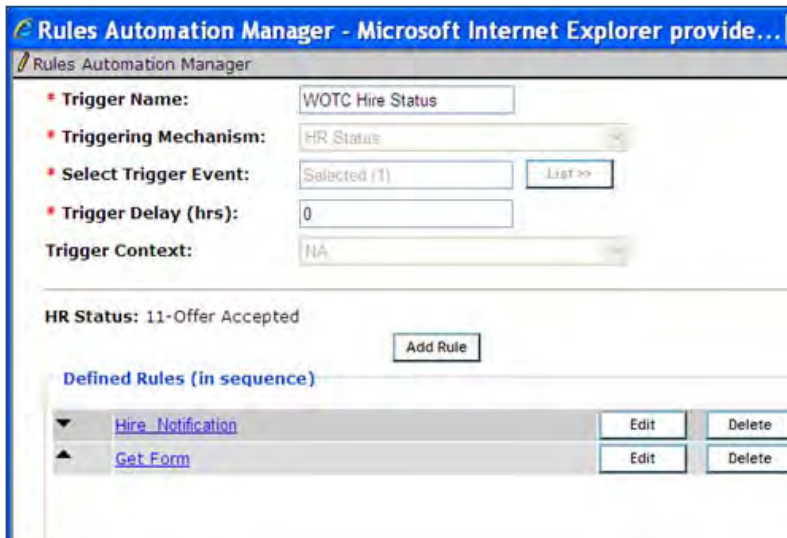 Rules Automation Manager - Microsoft Internet Explorer provide...
Rules Automation Manager
* Trigger Name: WOTC Hire Status
* Triggering Mechanism: HR Status
* Select Trigger Event: Selected (1) List >>
* Trigger Delay (hrs): 0
Trigger Context: NA
HR Status: 11-Offer Accepted
Add Rule
Defined Rules (in sequence)
Hire Notification Edit Delete
Get Form Edit Delete